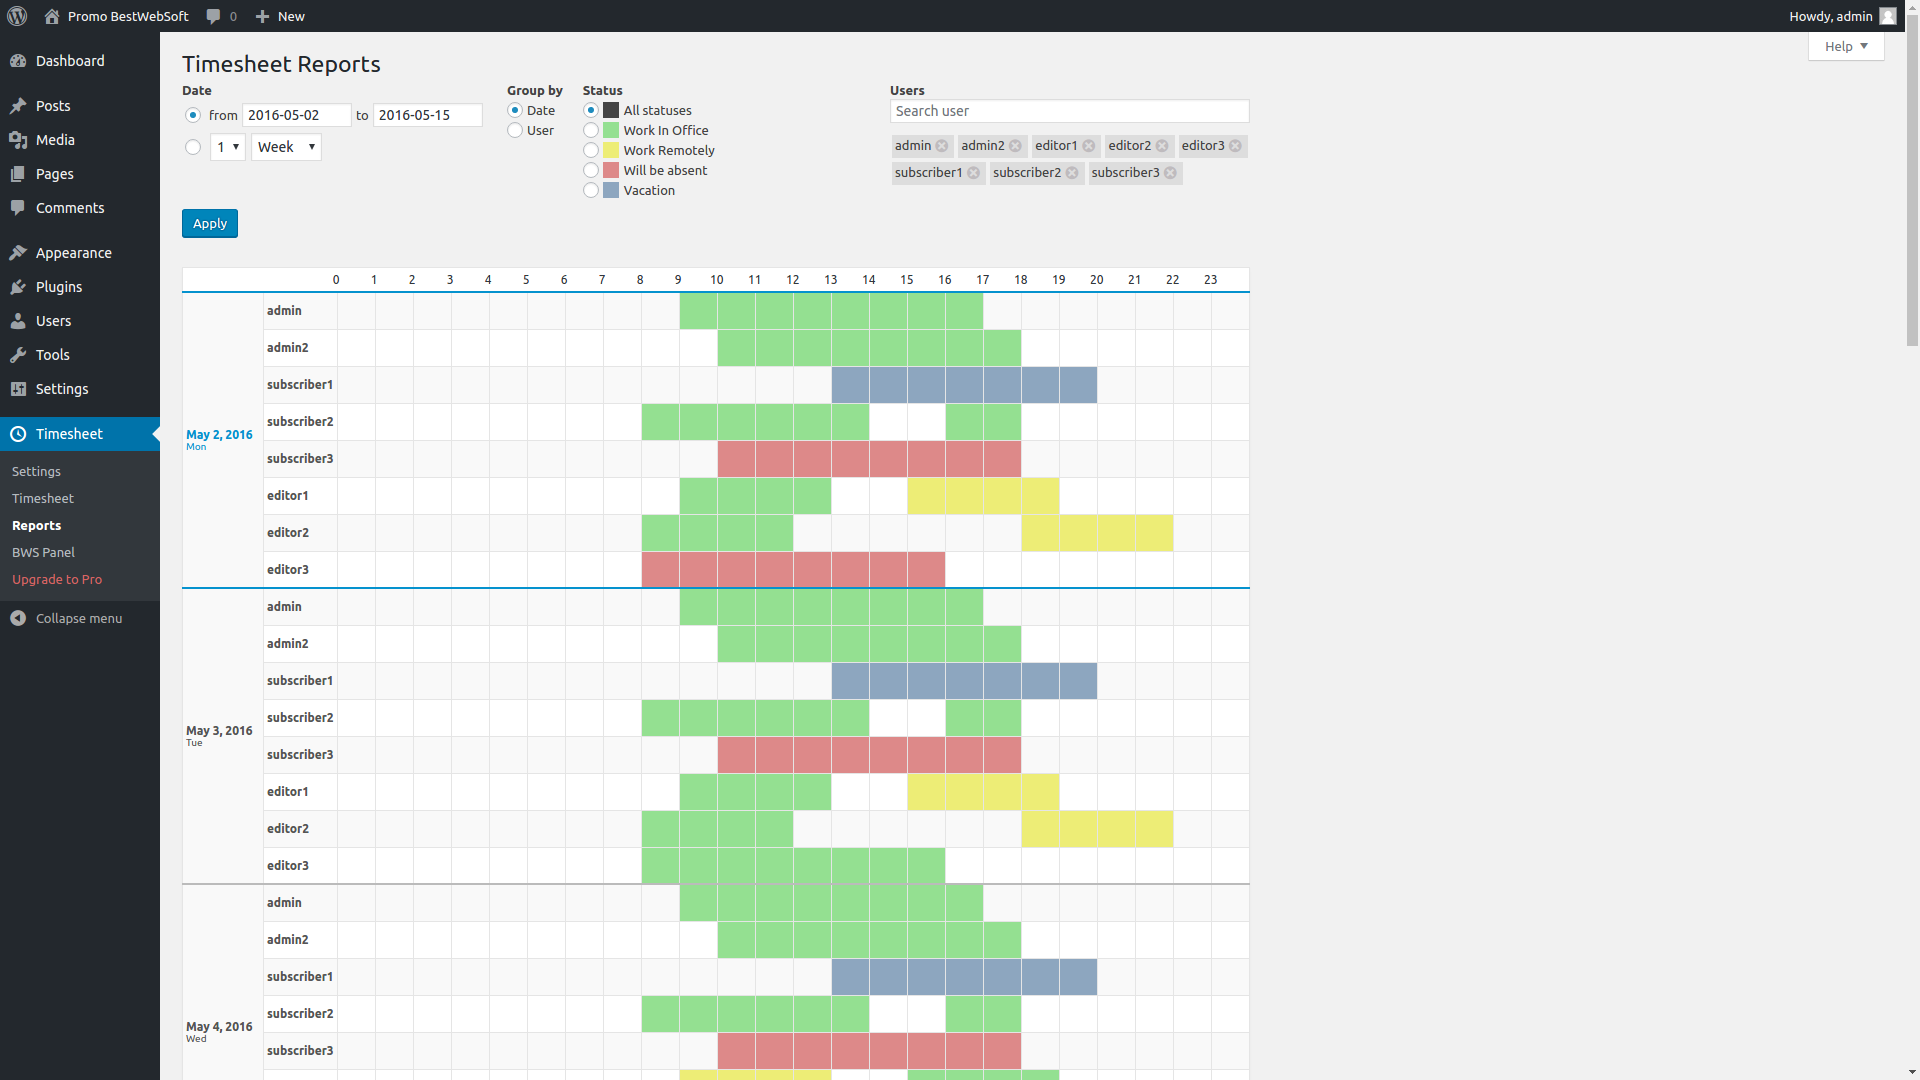 Promo BestWebSoft 0 New Howdy, admin
Help
Dashboard
Posts
Media
Pages
Comments
Appearance
Plugins
Users
Tools
Settings
Timesheet
Settings
Timesheet
Reports
BWS Panel
Upgrade to Pro
Collapse menu
Timesheet Reports
Date
from 2016-05-02 to 2016-05-15
1 Week
Group by
Date
User
Status
All statuses
Work In Office
Work Remotely
Will be absent
Vacation
Users
Search user
admin admin2 editor1 editor2 editor3
subscriber1 subscriber2 subscriber3
Apply
0 1 2 3 4 5 6 7 8 9 10 11 12 13 14 15 16 17 18 19 20 21 22 23
May 2, 2016
Mon
admin
admin2
subscriber1
subscriber2
subscriber3
editor1
editor2
editor3
May 3, 2016
Tue
admin
admin2
subscriber1
subscriber2
subscriber3
editor1
editor2
editor3
May 4, 2016
Wed
admin
admin2
subscriber1
subscriber2
subscriber3